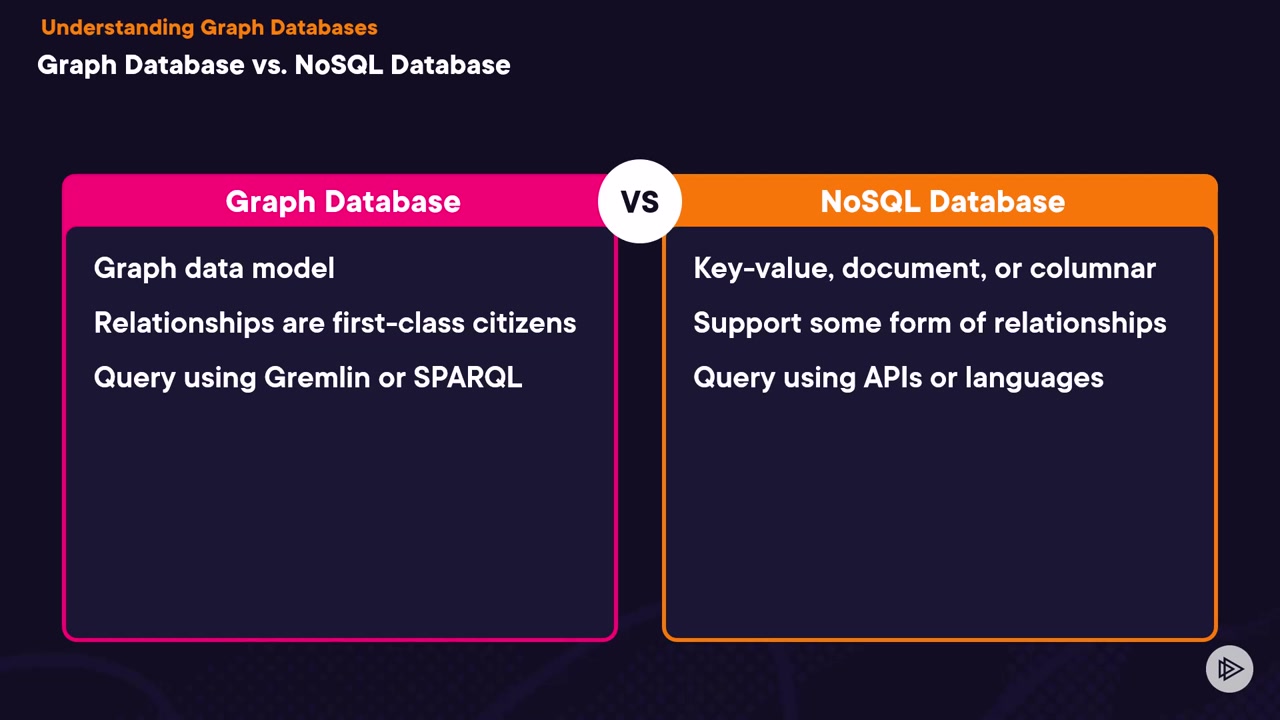 Understanding Graph Databases
Graph Database vs. NoSQL Database
Graph Database
VS
NoSQL Database
Graph data model
Relationships are first-class citizens
Query using Gremlin or SPARQL
Key-value, document, or columnar
Support some form of relationships
Query using APIs or languages